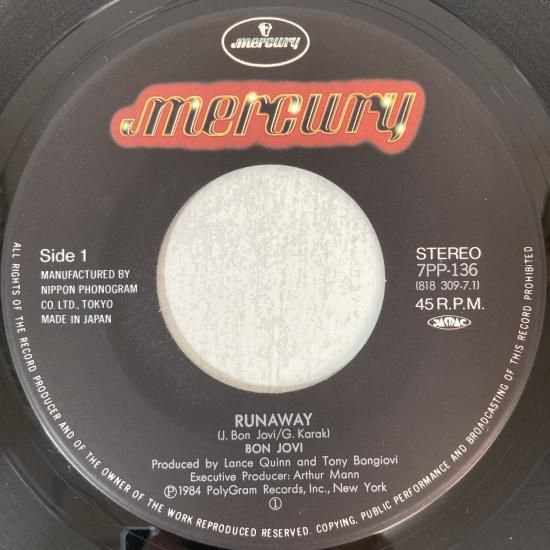 mercury
mercury
Side 1
MANUFACTURED BY
NIPPON PHONOGRAM
CO. LTD., TOKYO
MADE IN JAPAN
STEREO
7PP-136
(818 309-7.1)
45 R.P.M.
JASRAC
RUNAWAY
(J. Bon Jovi/G. Karak)
BON JOVI
Produced by Lance Quinn and Tony Bongiovi
Executive Producer: Arthur Mann
Ⓟ1984 PolyGram Records, Inc., New York
①
ALL RIGHTS OF THE RECORD PRODUCER AND OF THE OWNER OF THE WORK REPRODUCED RESERVED. COPYING, PUBLIC PERFORMANCE AND BROADCASTING OF THIS RECORD PROHIBITED